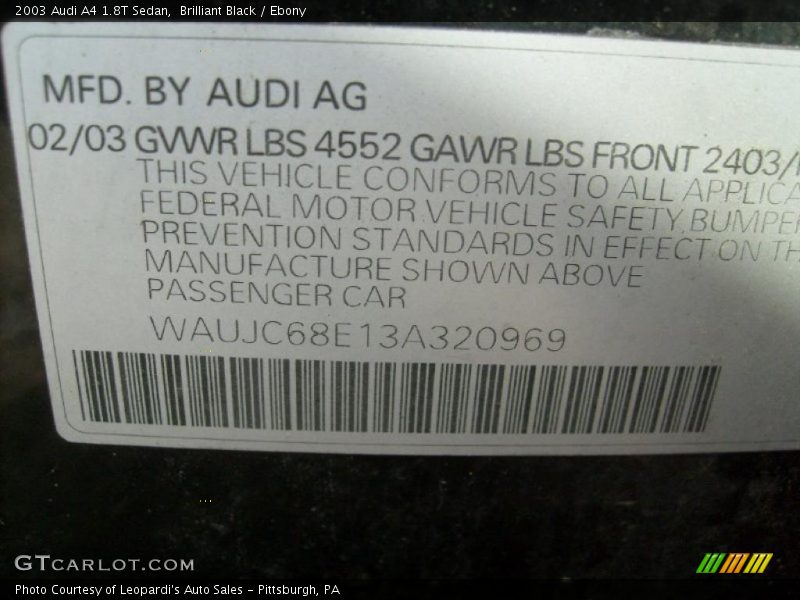 2003 Audi A4 1.8T Sedan, Brilliant Black / Ebony
MFD. BY AUDI AG
02/03 GVWR LBS 4552 GAWR LBS FRONT 2403/
THIS VEHICLE CONFORMS TO ALL APPLICA
FEDERAL MOTOR VEHICLE SAFETY, BUMPER
PREVENTION STANDARDS IN EFFECT ON TH
MANUFACTURE SHOWN ABOVE
PASSENGER CAR
WAUJC68E13A320969
GTCARLOT.COM
Photo Courtesy of Leopardi's Auto Sales - Pittsburgh, PA